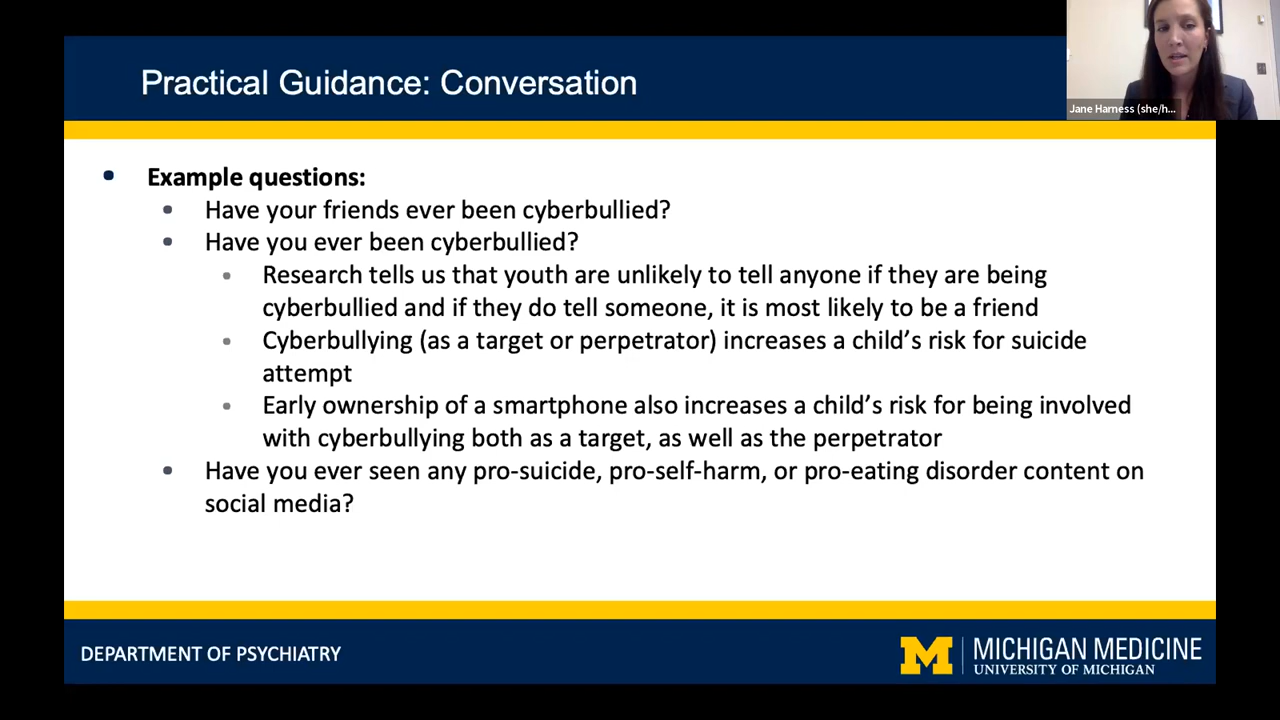 Practical Guidance: Conversation
Jane Harness (she/h...
Example questions:
Have your friends ever been cyberbullied?
Have you ever been cyberbullied?
Research tells us that youth are unlikely to tell anyone if they are being
cyberbullied and if they do tell someone, it is most likely to be a friend
Cyberbullying (as a target or perpetrator) increases a child’s risk for suicide
attempt
Early ownership of a smartphone also increases a child’s risk for being involved
with cyberbullying both as a target, as well as the perpetrator
Have you ever seen any pro-suicide, pro-self-harm, or pro-eating disorder content on
social media?
DEPARTMENT OF PSYCHIATRY
M
MICHIGAN MEDICINE
UNIVERSITY OF MICHIGAN